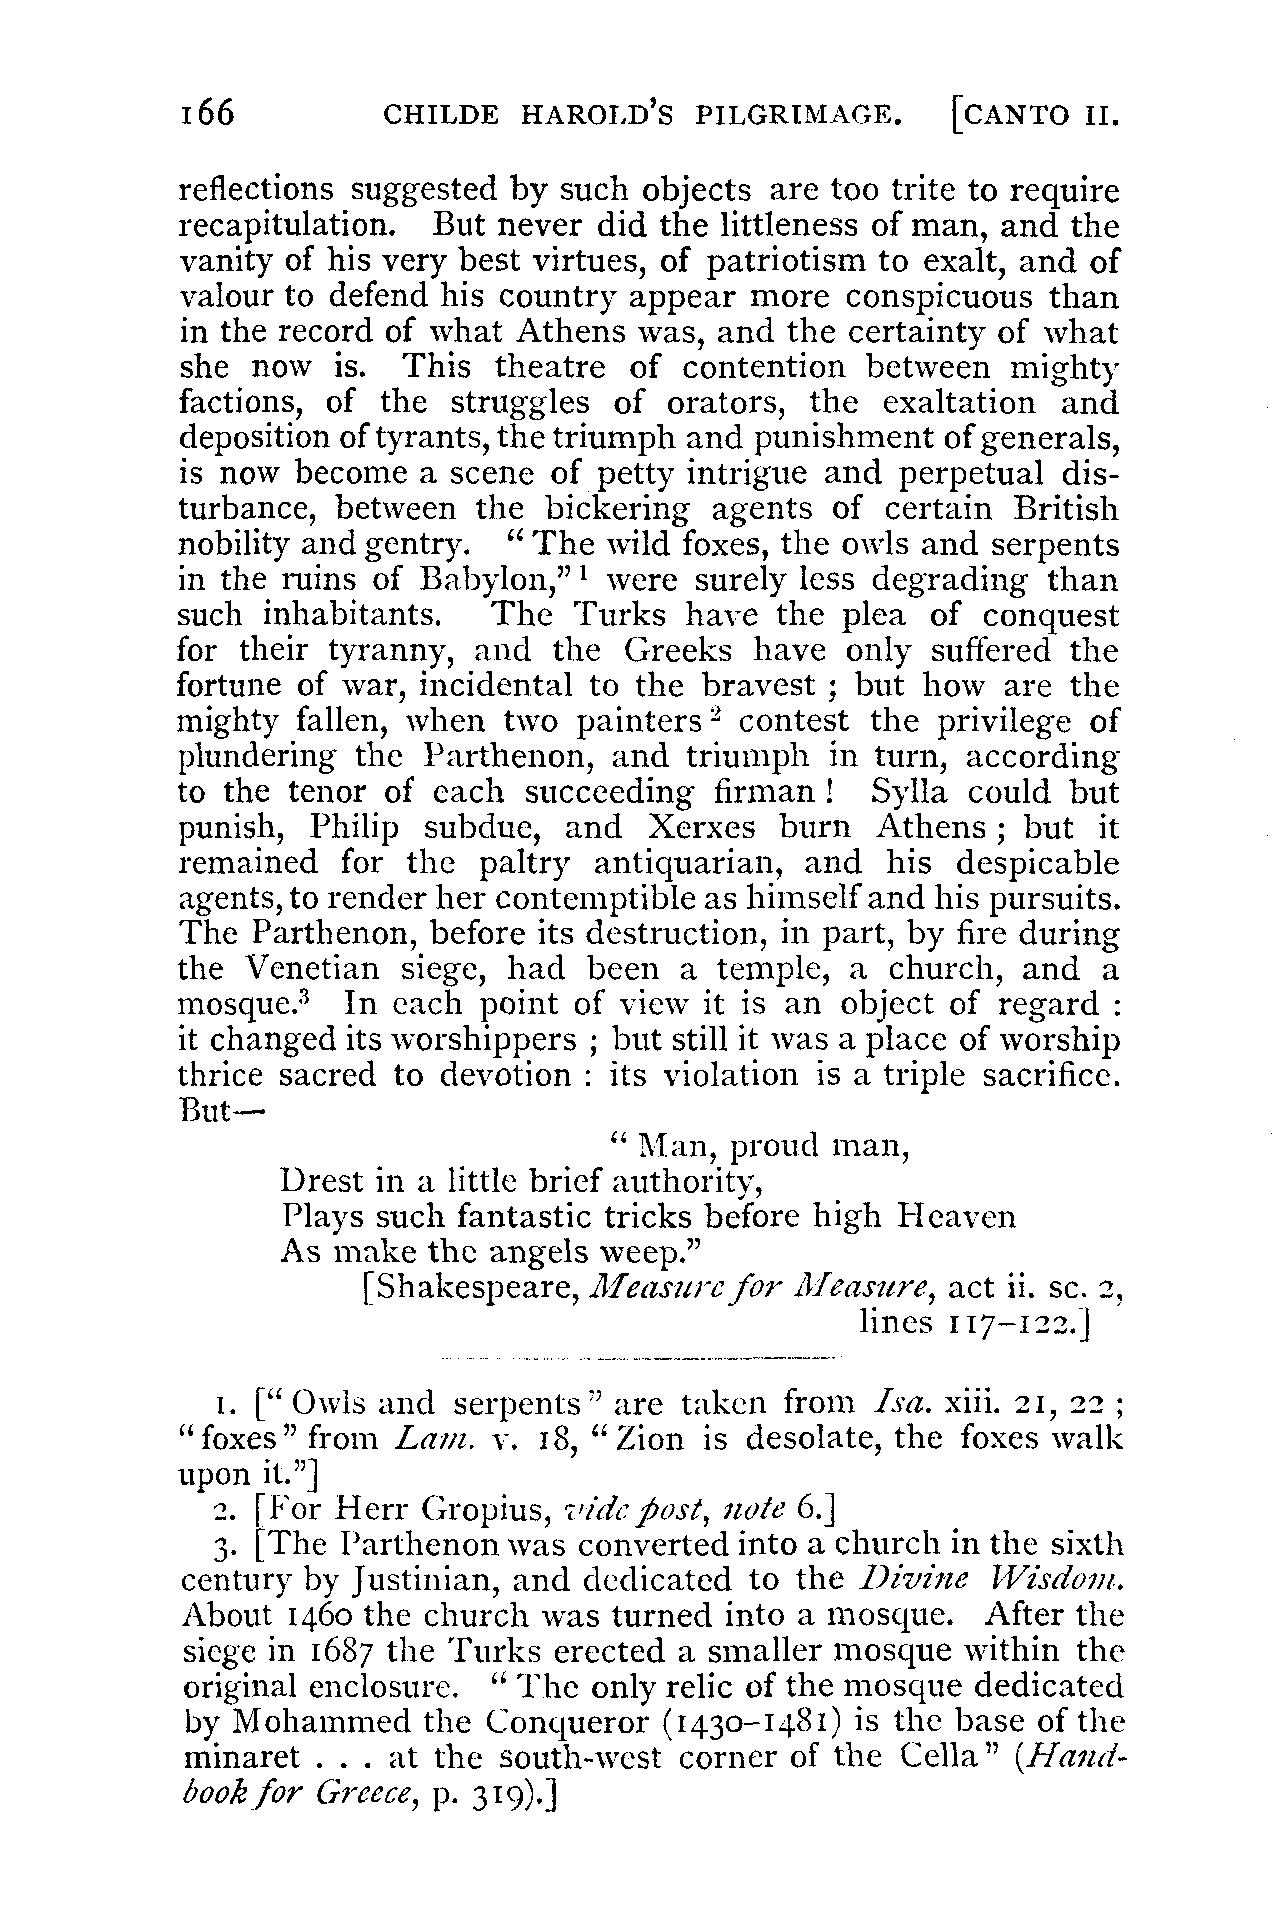 166 CHILDE HAROLD'S PILGRIMAGE. [CANTO II.
reflections suggested by such objects are too trite to require
recapitulation. But never did the littleness of man, and the
vanity of his very best virtues, of patriotism to exalt, and of
valour to defend his country appear more conspicuous than
in the record of what Athens was, and the certainty of what
she now is. This theatre of contention between mighty
factions, of the struggles of orators, the exaltation and
deposition of tyrants, the triumph and punishment of generals,
is now become a scene of petty intrigue and perpetual dis-
turbance, between the bickering agents of certain British
nobility and gentry. "The wild foxes, the owls and serpents
in the ruins of Babylon,"¹ were surely less degrading than
such inhabitants. The Turks have the plea of conquest
for their tyranny, and the Greeks have only suffered the
fortune of war, incidental to the bravest ; but how are the
mighty fallen, when two painters² contest the privilege of
plundering the Parthenon, and triumph in turn, according
to the tenor of each succeeding firman ! Sylla could but
punish, Philip subdue, and Xerxes burn Athens ; but it
remained for the paltry antiquarian, and his despicable
agents, to render her contemptible as himself and his pursuits.
The Parthenon, before its destruction, in part, by fire during
the Venetian siege, had been a temple, a church, and a
mosque.³ In each point of view it is an object of regard :
it changed its worshippers ; but still it was a place of worship
thrice sacred to devotion : its violation is a triple sacrifice.
But—
"Man, proud man,
Drest in a little brief authority,
Plays such fantastic tricks before high Heaven
As make the angels weep."
[Shakespeare, Measure for Measure, act ii. sc. 2,
lines 117–122.]
1. ["Owls and serpents" are taken from Isa. xiii. 21, 22 ;
"foxes" from Lam. v. 18, "Zion is desolate, the foxes walk
upon it."]
2. [For Herr Gropius, vide post, note 6.]
3. [The Parthenon was converted into a church in the sixth
century by Justinian, and dedicated to the Divine Wisdom.
About 1460 the church was turned into a mosque. After the
siege in 1687 the Turks erected a smaller mosque within the
original enclosure. "The only relic of the mosque dedicated
by Mohammed the Conqueror (1430–1481) is the base of the
minaret . . . at the south-west corner of the Cella" (Hand-
book for Greece, p. 319).]